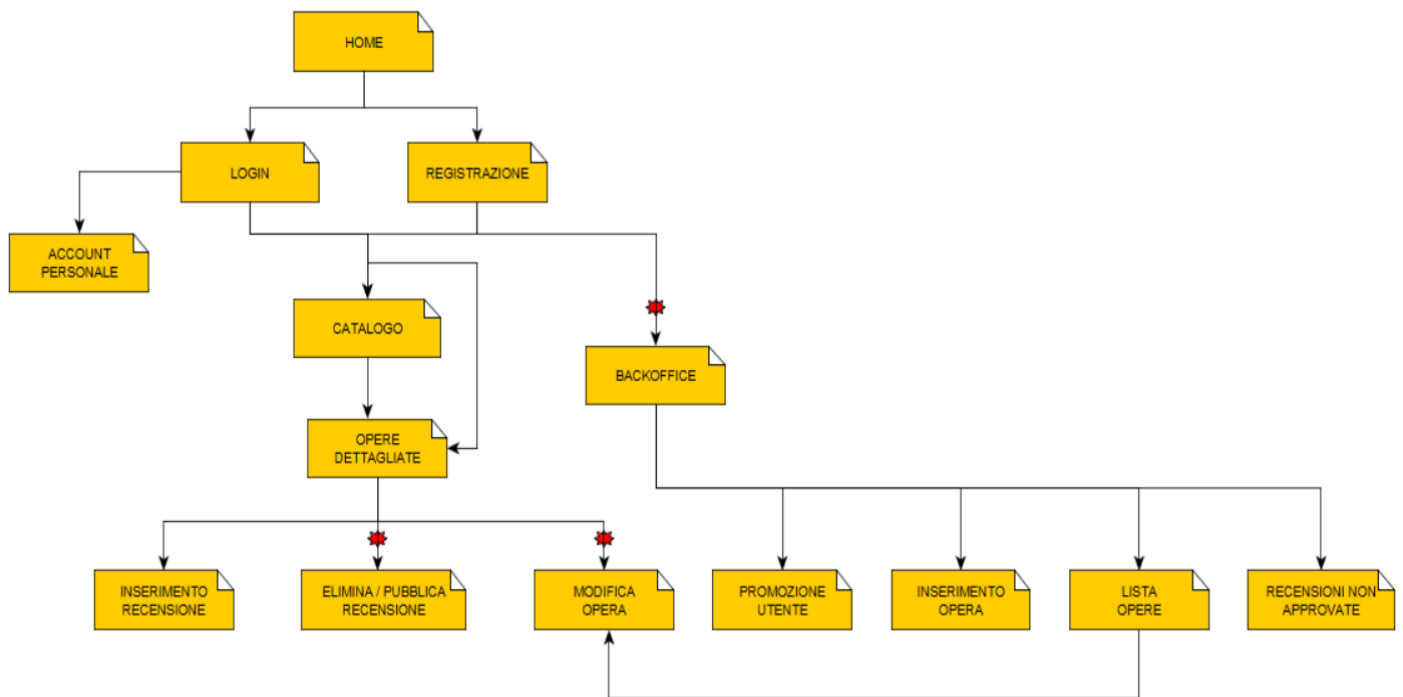 HOME
LOGIN
REGISTRAZIONE
ACCOUNT
PERSONALE
CATALOGO
BACKOFFICE
OPERE
DETTAGLIATE
INSERIMENTO
RECENSIONE
ELIMINA / PUBBLICA
RECENSIONE
MODIFICA
OPERA
PROMOZIONE
UTENTE
INSERIMENTO
OPERA
LISTA
OPERE
RECENSIONI NON
APPROVATE